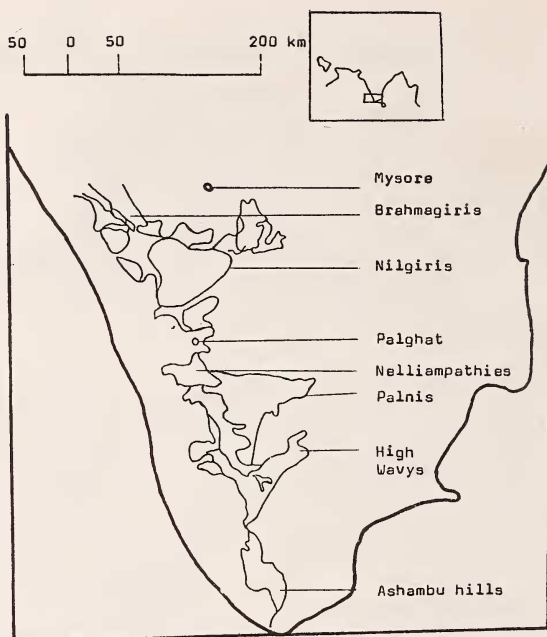 50 0 50 200 km
Mysore
Brahmagiris
Nilgiris
Palghat
Nelliampathies
Palnis
High
Wavys
Ashambu hills